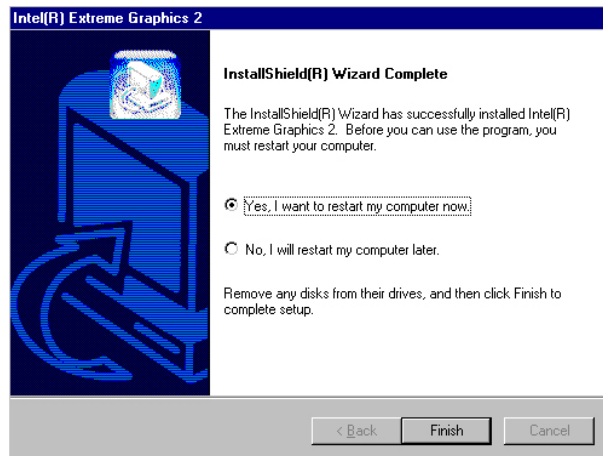 Intel(R) Extreme Graphics 2
InstallShield(R) Wizard Complete
The InstallShield(R) Wizard has successfully installed Intel(R)
Extreme Graphics 2. Before you can use the program, you
must restart your computer.
Yes, I want to restart my computer now.
No, I will restart my computer later.
Remove any disks from their drives, and then click Finish to
complete setup.
< Back
Finish
Cancel